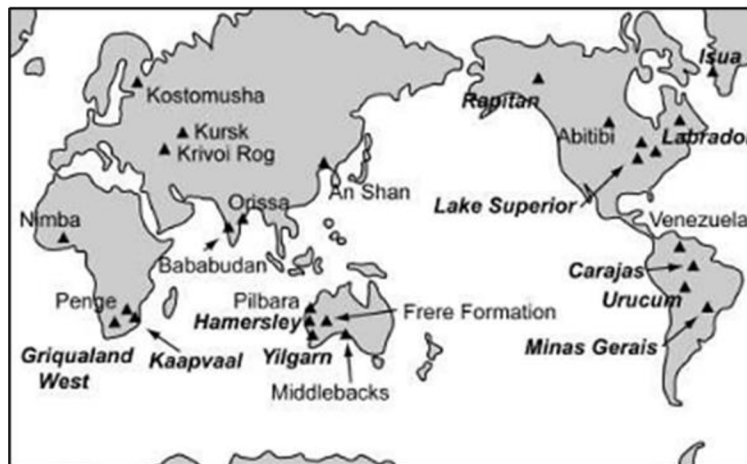 Isua
Kostomusha
Rapitan
Kursk
Abitibi
Labrador
Krivoi Rog
An Shan
Orissa
Lake Superior
Nimba
Venezuela
Bababudan
Carajas
Penge
Pilbara
Urucum
Hamersley
Frere Formation
Minas Gerais
Griqualand
West
Kaapvaal
Yilgarn
Middlebacks